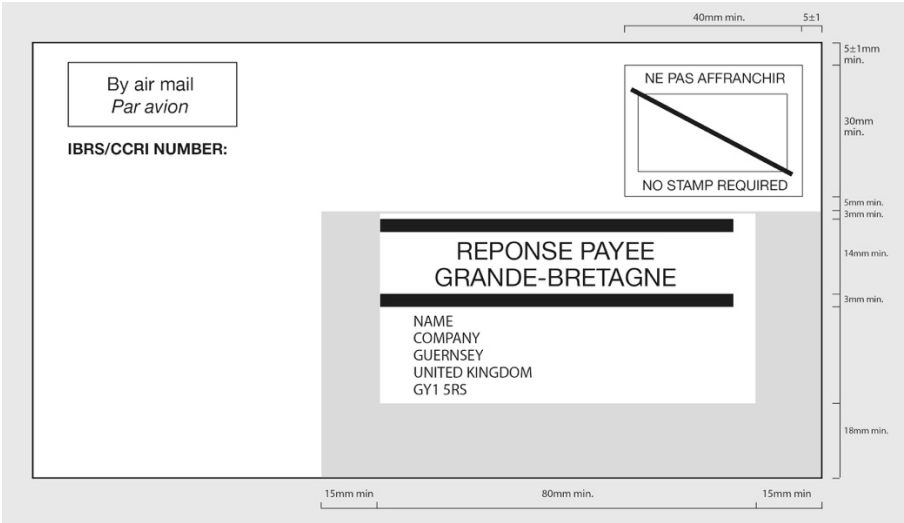 40mm min.
5±1
5±1mm
min.
By air mail
Par avion
NE PAS AFFRANCHIR
30mm
min.
IBRS/CCRI NUMBER:
NO STAMP REQUIRED
5mm min.
3mm min.
REPONSE PAYEE
GRANDE-BRETAGNE
14mm min.
3mm min.
NAME
COMPANY
GUERNSEY
UNITED KINGDOM
GY1 5RS
18mm min.
15mm min
80mm min.
15mm min